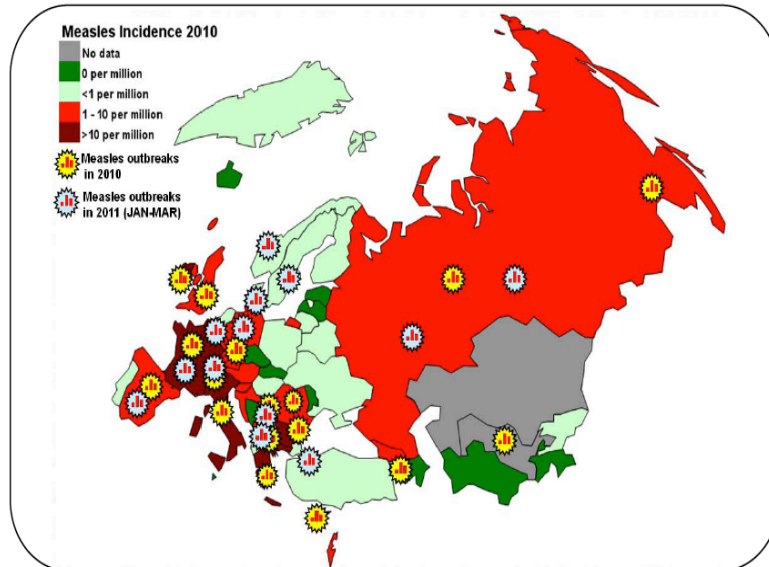 Measles Incidence 2010
No data
0 per million
<1 per million
1 - 10 per million
>10 per million
Measles outbreaks
in 2010
Measles outbreaks
in 2011 (JAN-MAR)